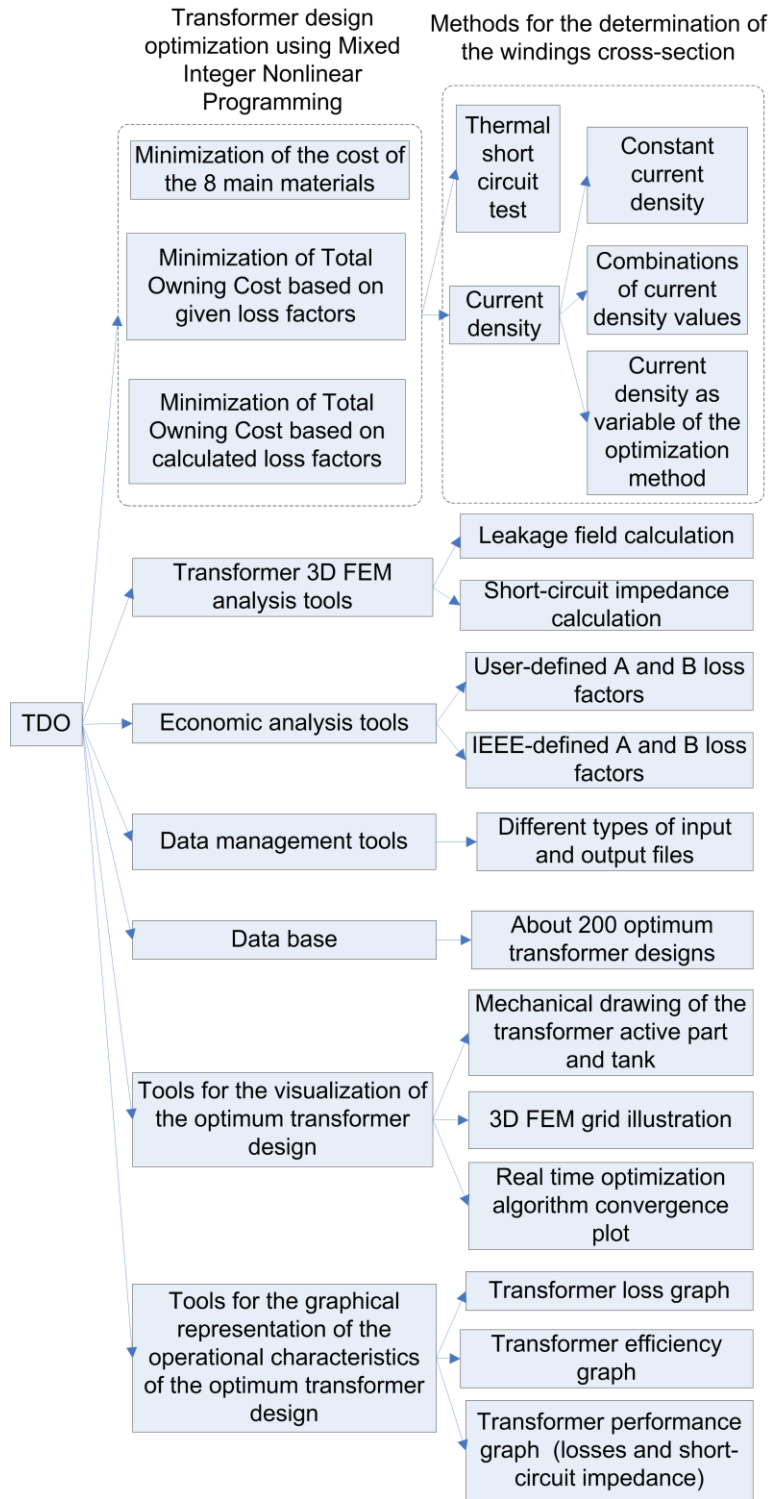 Transformer design
optimization using Mixed
Integer Nonlinear
Programming
Methods for the determination of
the windings cross-section
Minimization of the cost of
the 8 main materials
Minimization of Total
Owning Cost based on
given loss factors
Minimization of Total
Owning Cost based on
calculated loss factors
Thermal
short
circuit
test
Current
density
Constant
current
density
Combinations
of current
density values
Current
density as
variable of the
optimization
method
TDO
Transformer 3D FEM
analysis tools
Leakage field calculation
Short-circuit impedance
calculation
Economic analysis tools
User-defined A and B loss
factors
IEEE-defined A and B loss
factors
Data management tools
Different types of input
and output files
Data base
About 200 optimum
transformer designs
Tools for the visualization of
the optimum transformer
design
Mechanical drawing of the
transformer active part
and tank
3D FEM grid illustration
Real time optimization
algorithm convergence
plot
Tools for the graphical
representation of the
operational characteristics
of the optimum transformer
design
Transformer loss graph
Transformer efficiency
graph
Transformer performance
graph (losses and short-
circuit impedance)